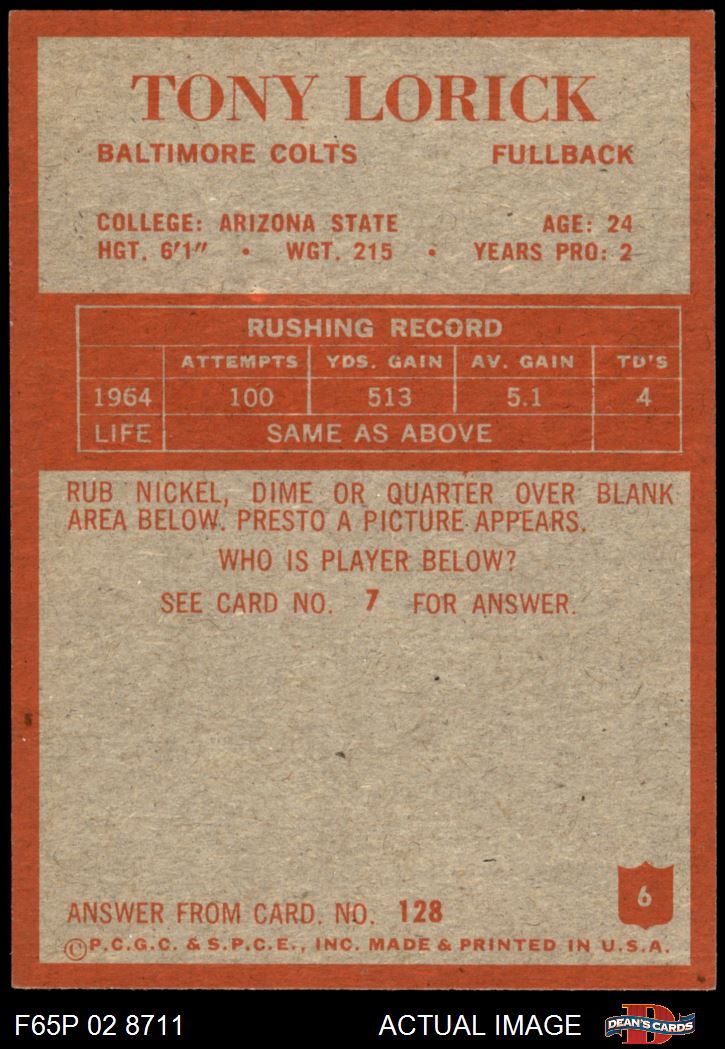 TONY LORICK
BALTIMORE COLTS FULLBACK
COLLEGE: ARIZONA STATE AGE: 24
HGT. 6'1" • WGT. 215 • YEARS PRO: 2
RUSHING RECORD
ATTEMPTS YDS. GAIN AV. GAIN TD'S
1964 100 513 5.1 4
LIFE SAME AS ABOVE
RUB NICKEL, DIME OR QUARTER OVER BLANK
AREA BELOW. PRESTO A PICTURE APPEARS.
WHO IS PLAYER BELOW?
SEE CARD NO. 7 FOR ANSWER.
6
ANSWER FROM CARD. NO. 128
©P.C.G.C. & S.P.C.E., INC. MADE & PRINTED IN U.S.A.
F65P 02 8711 ACTUAL IMAGE
D
DEAN'S CARDS